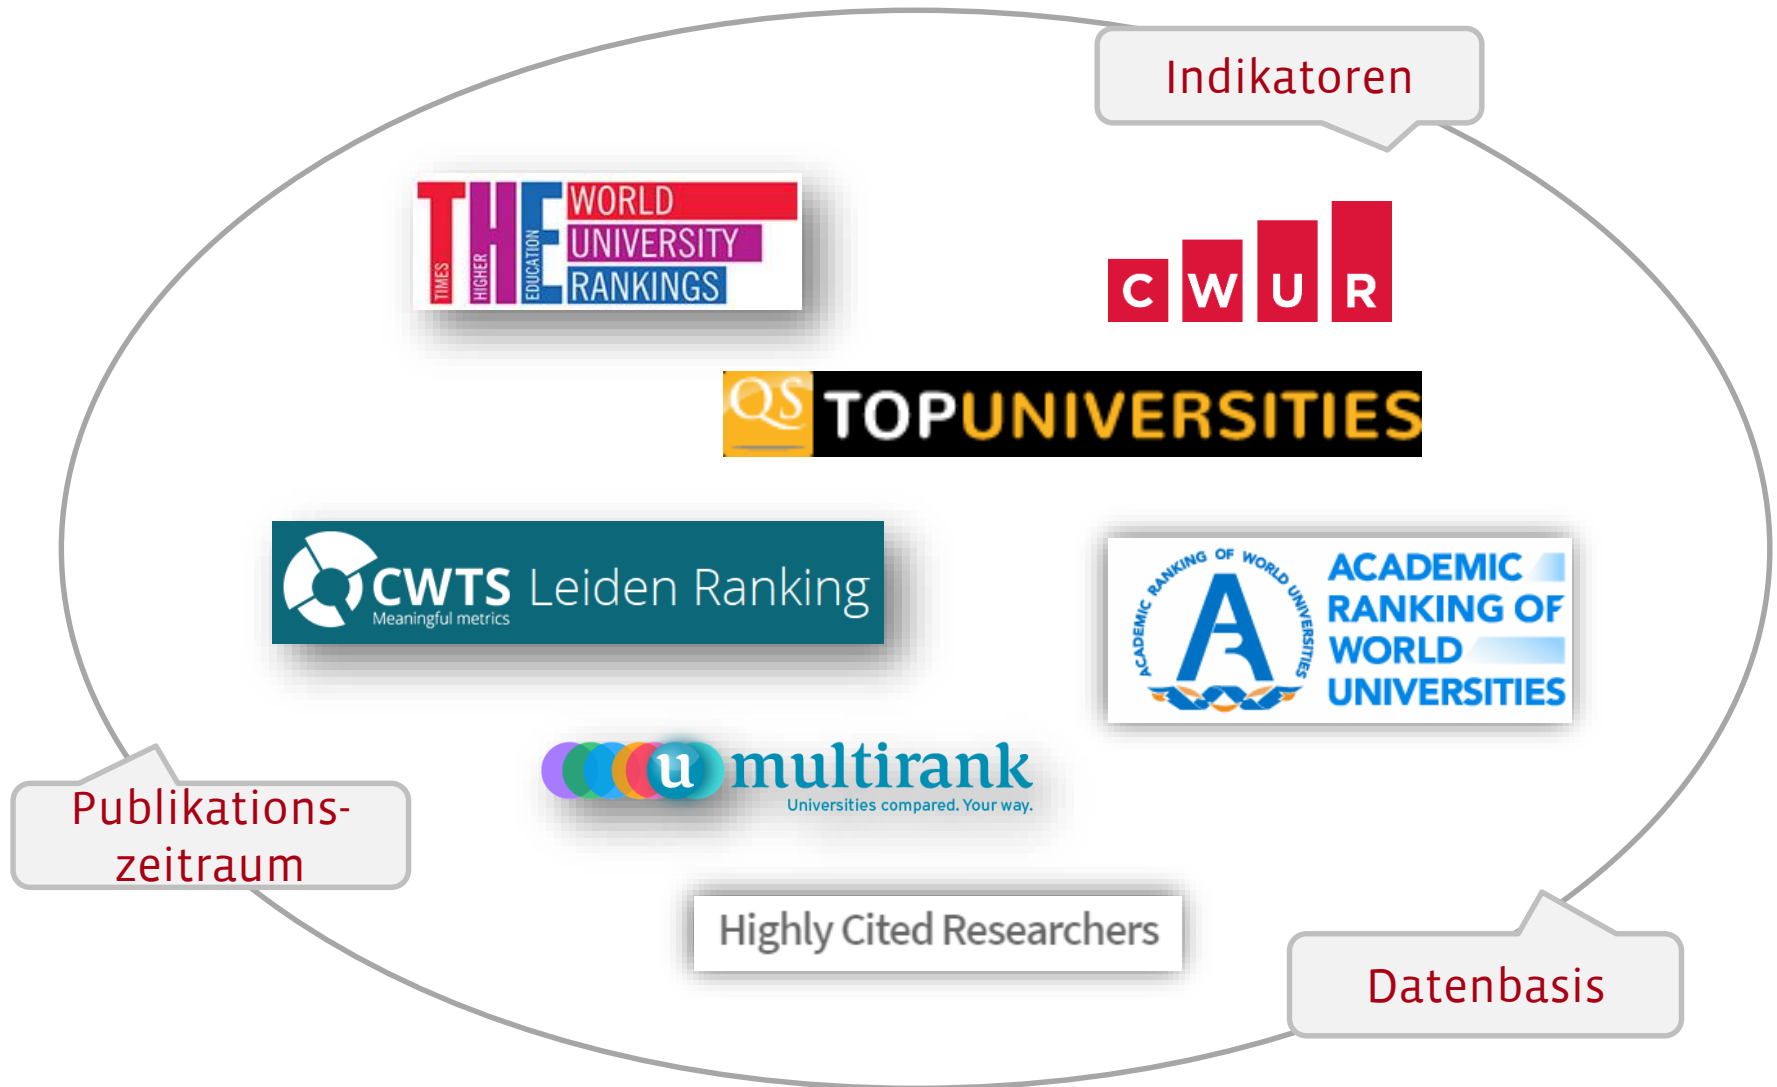 Indikatoren
TIMES
HIGHER
EDUCATION
THE
WORLD
UNIVERSITY
RANKINGS
C W U R
QS TOPUNIVERSITIES
CWTS Leiden Ranking
Meaningful metrics
ACADEMIC RANKING OF WORLD UNIVERSITIES
A
ACADEMIC
RANKING OF
WORLD
UNIVERSITIES
u multirank
Universities compared. Your way.
Publikations-
zeitraum
Highly Cited Researchers
Datenbasis